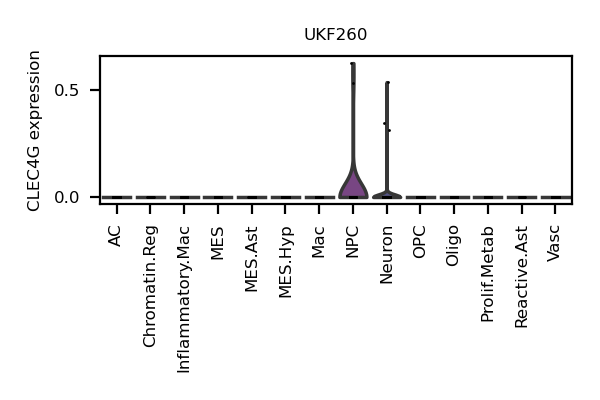 UKF260
CLEC4G expression
0.5
0.0
AC
Chromatin.Reg
Inflammatory.Mac
MES
MES.Ast
MES.Hyp
Mac
NPC
Neuron
OPC
Oligo
Prolif.Metab
Reactive.Ast
Vasc